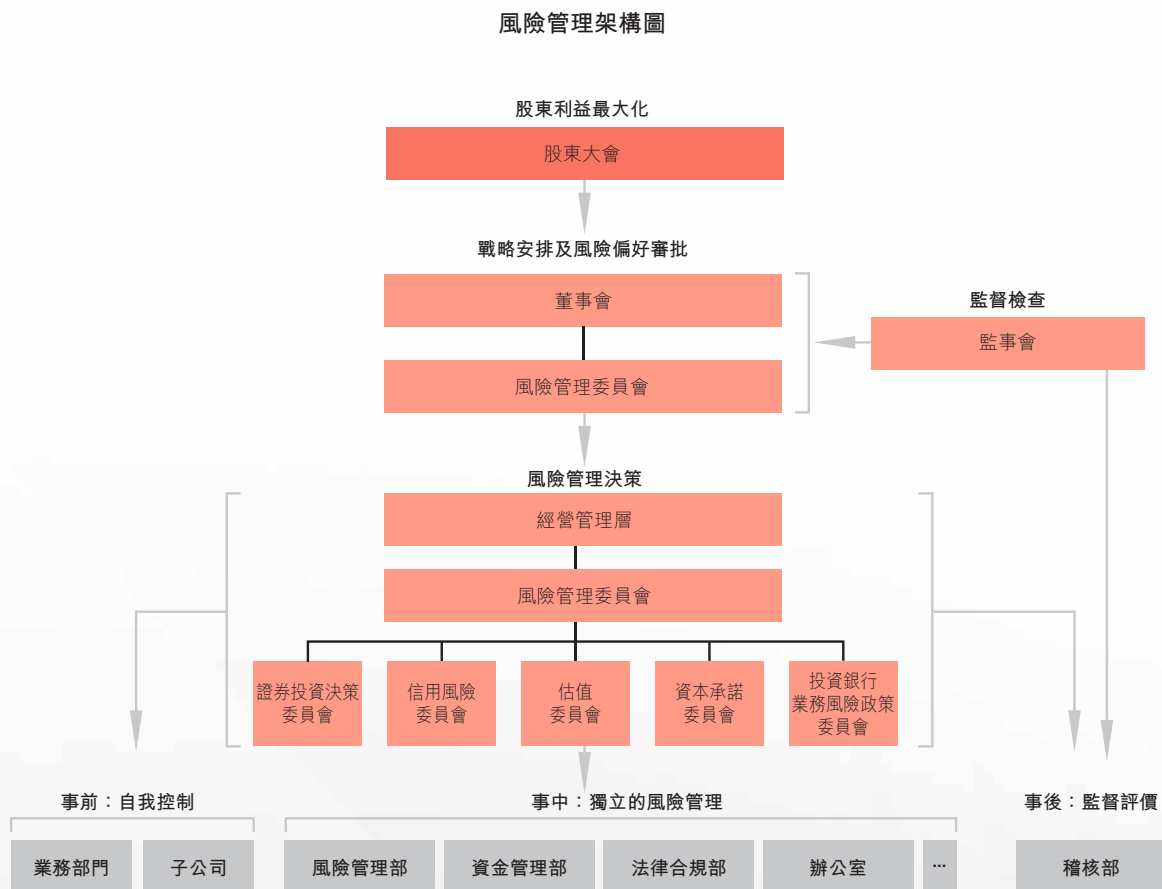 風險管理架構圖
股東利益最大化
股東大會
戰略安排及風險偏好審批
董事會
監督檢查
監事會
風險管理委員會
風險管理決策
經營管理層
風險管理委員會
證券投資決策
委員會
信用風險
委員會
估值
委員會
資本承諾
委員會
投資銀行
業務風險政策
委員會
事前：自我控制
事中：獨立的風險管理
事後：監督評價
業務部門
子公司
風險管理部
資金管理部
法律合規部
辦公室
...
稽核部